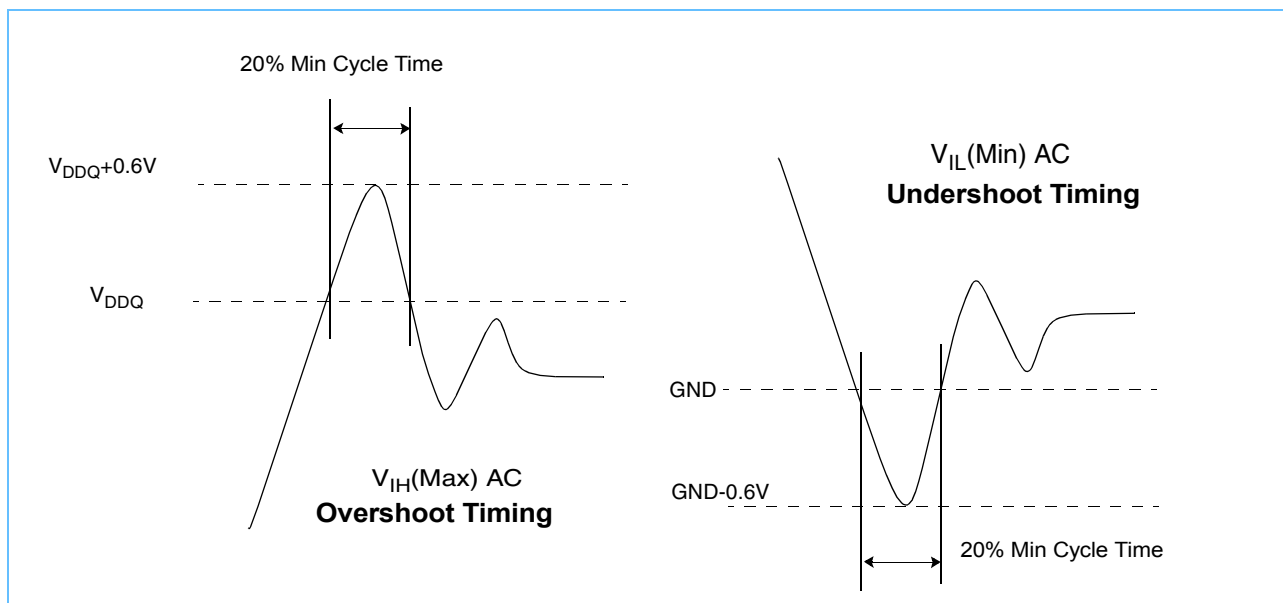 20% Min Cycle Time
VDDQ+0.6V
VDDQ
VIH(Max) AC
Overshoot Timing
VIL(Min) AC
Undershoot Timing
GND
GND-0.6V
20% Min Cycle Time